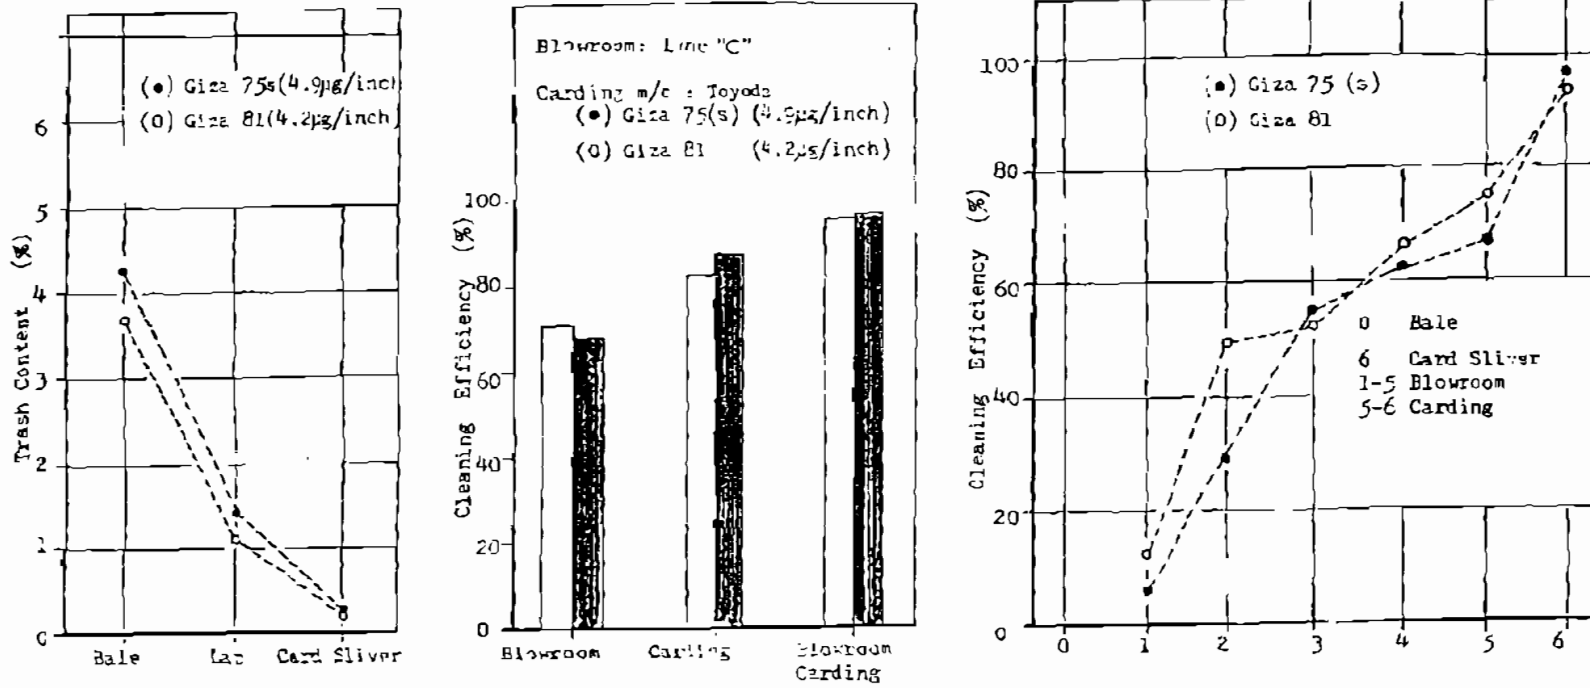 (●) Giza 75s(4.9µg/inch)
(O) Giza 81(4.2µg/inch)
6
5
4
3
2
1
0
Trash Content (%)
Bale Lap Card Sliver
Blowroom: Line "C"
Carding m/c : Toyoda
(●) Giza 75(s) (4.9µg/inch)
(O) Giza 81 (4.2µg/inch)
100
80
60
40
20
0
Cleaning Efficiency (%)
Blowroom Carding Blowroom
Carding
(●) Giza 75 (s)
(O) Giza 81
100
80
60
40
20
0
Cleaning Efficiency (%)
0 Bale
6 Card Sliver
1-5 Blowroom
5-6 Carding
0 1 2 3 4 5 6